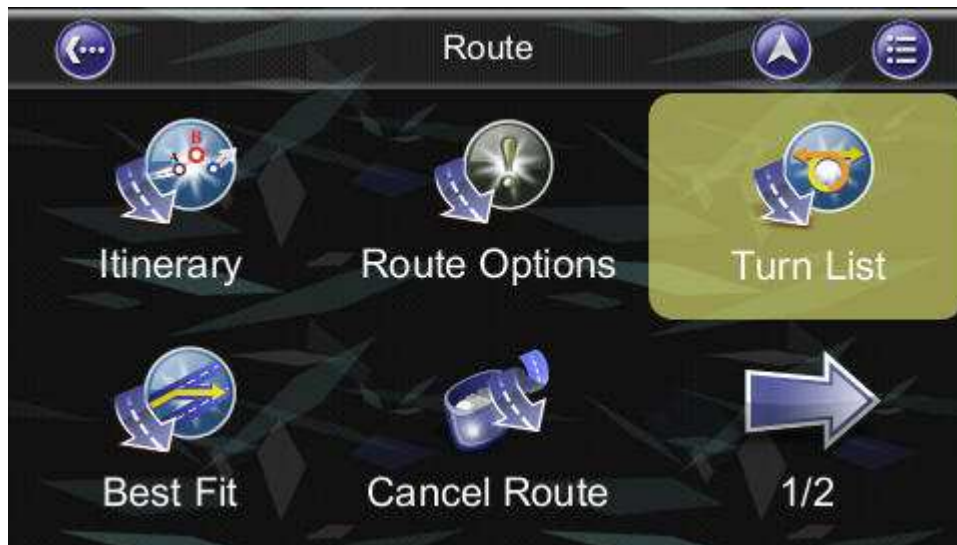 Route
Itinerary
Route Options
Turn List
Best Fit
Cancel Route
1/2